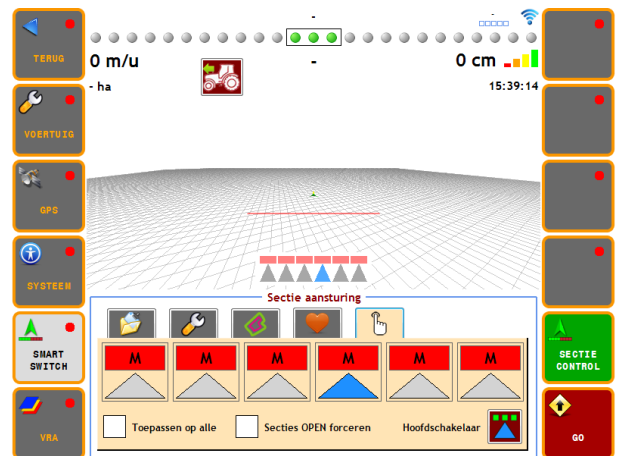 -
-
TERUG
0 m/u
-
0 cm
- ha
15:39:14
VOERTUIG
GPS
SYSTEEM
Sectie aansturing
SMART
SWITCH
M M M M M M
SECTIE
CONTROL
Toepassen op alle Secties OPEN forceren Hoofdschakelaar
VRA
GO